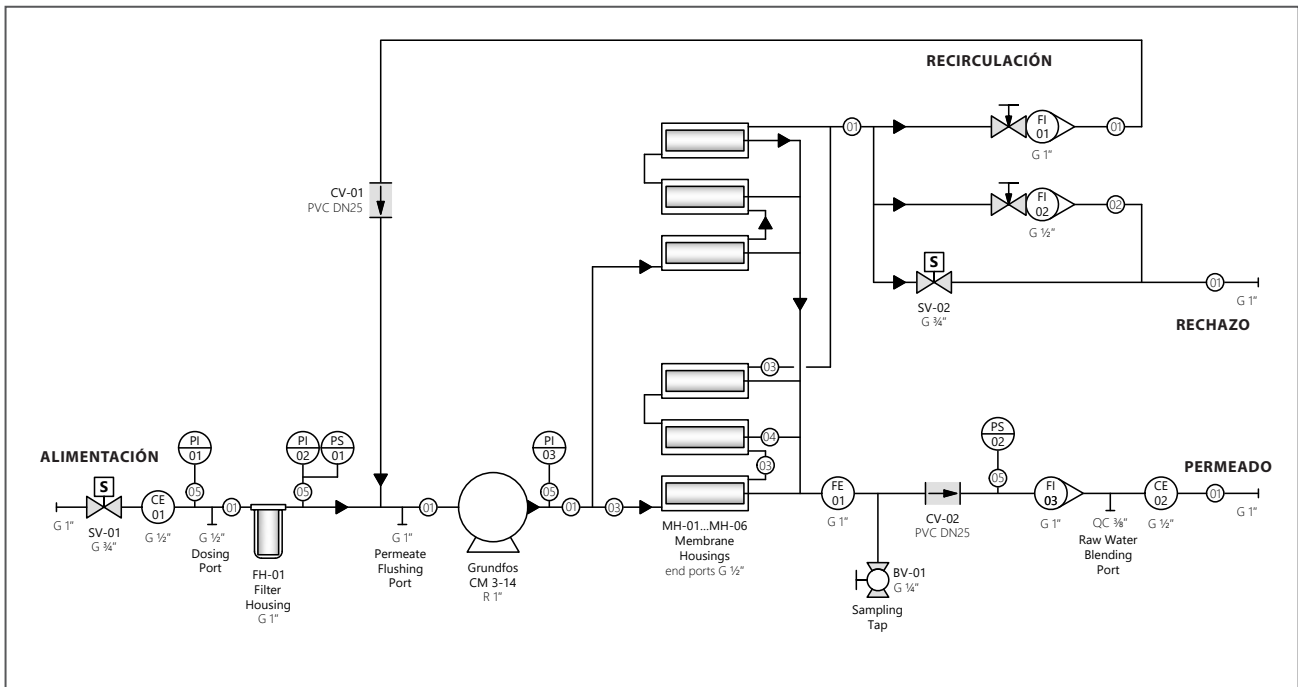 RECIRCULACIÓN
01
FI
01
01
G 1"
CV-01
PVC DN25
FI
02
02
G ½"
S
SV-02
G ¾"
01
G 1"
RECHAZO
03
04
03
ALIMENTACIÓN
G 1"
S
SV-01
G ¾"
CE
01
G ½"
PI
01
05
G ½"
Dosing
Port
01
FH-01
Filter
Housing
G 1"
PI
02
PS
01
05
G 1"
Permeate
Flushing
Port
01
Grundfos
CM 3-14
R 1"
PI
03
05
01
03
MH-01...MH-06
Membrane
Housings
end ports G ½"
FE
01
G 1"
BV-01
G ¼"
Sampling
Tap
CV-02
PVC DN25
PS
02
05
FI
03
G 1"
QC ⅜"
Raw Water
Blending
Port
CE
02
G ½"
PERMEADO
01
G 1"